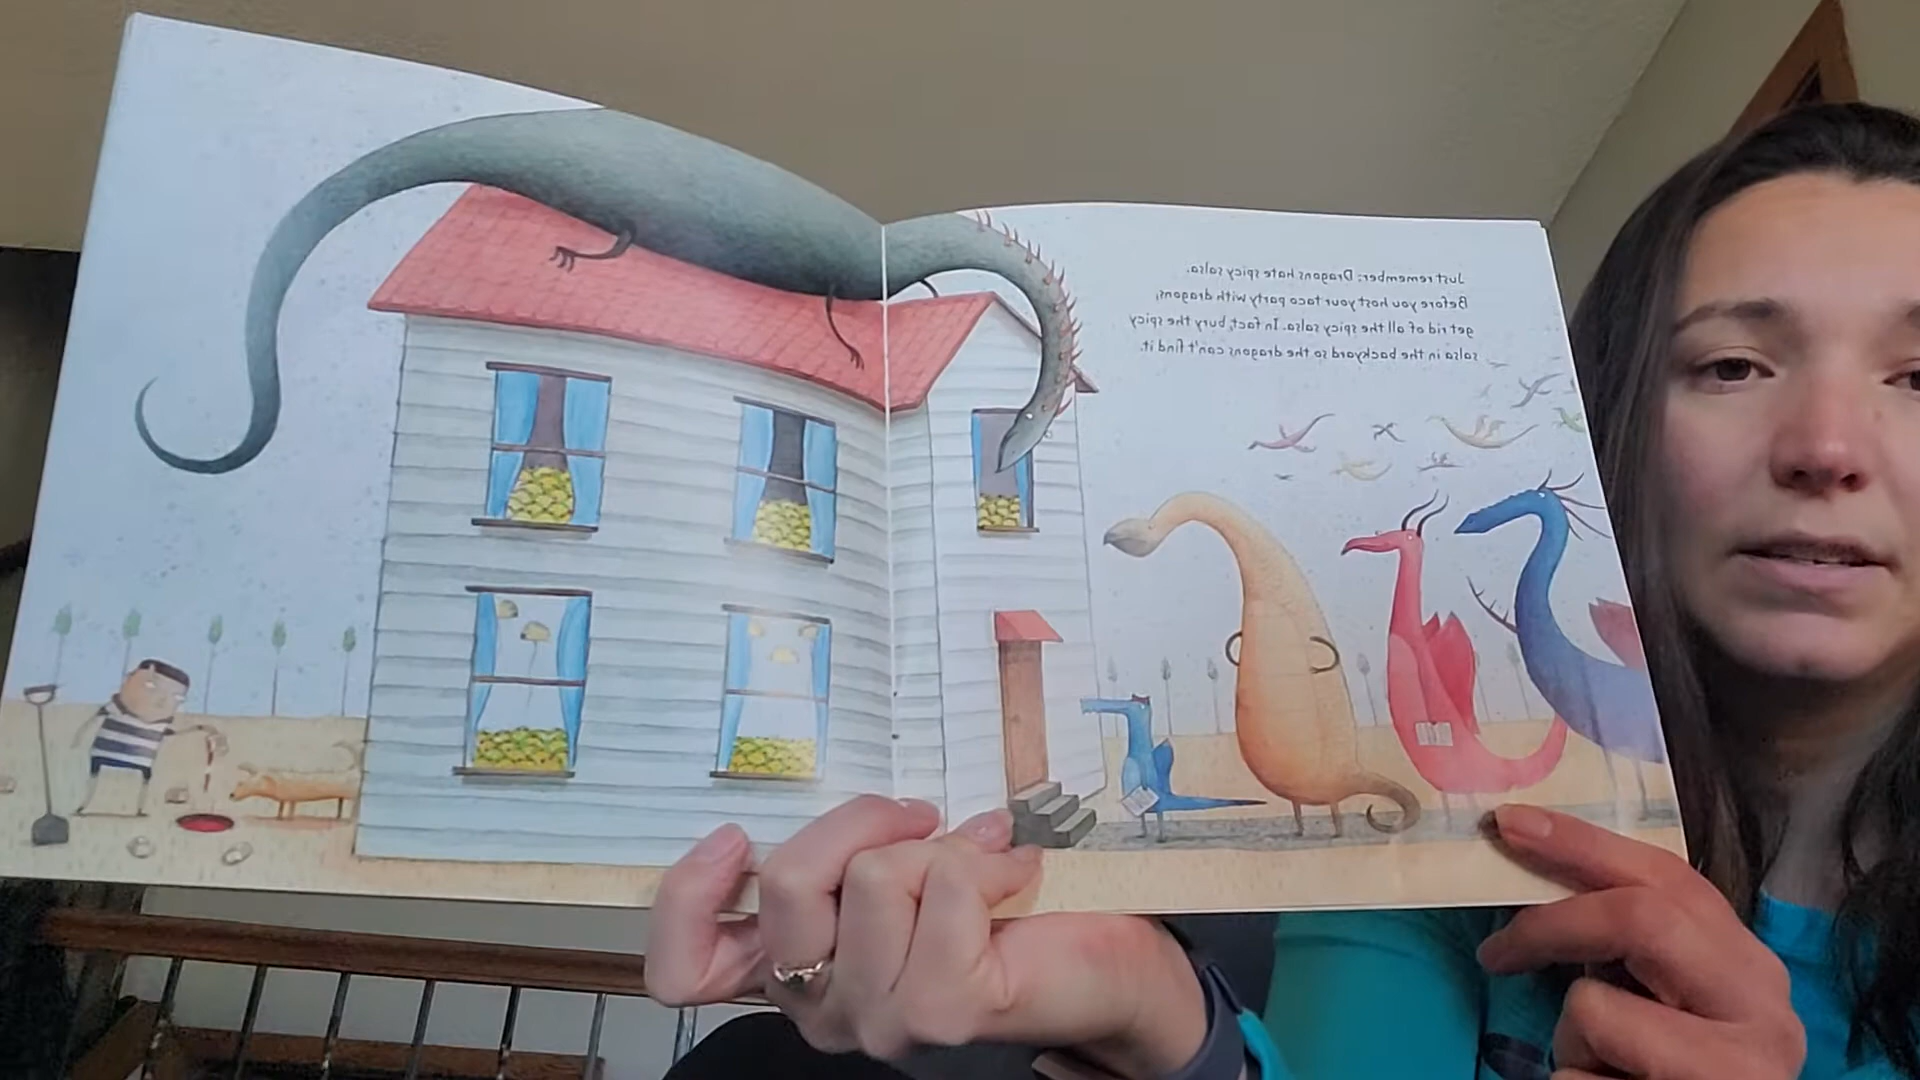 Just remember: Dragons hate spicy salsa.
Before you host your taco party with dragons,
get rid of all the spicy salsa. In fact, bury the spicy
salsa in the backyard so the dragons can't find it.